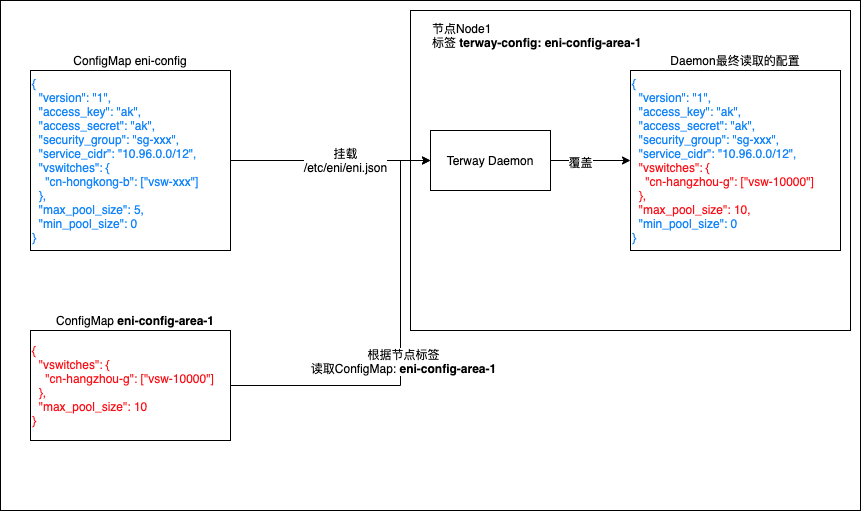 节点Node1
标签 terway-config: eni-config-area-1
ConfigMap eni-config
{
"version": "1",
"access_key": "ak",
"access_secret": "ak",
"security_group": "sg-xxx",
"service_cidr": "10.96.0.0/12",
"vswitches": {
"cn-hongkong-b": ["vsw-xxx"]
},
"max_pool_size": 5,
"min_pool_size": 0
}
挂载
/etc/eni/eni.json
Terway Daemon
覆盖
Daemon最终读取的配置
{
"version": "1",
"access_key": "ak",
"access_secret": "ak",
"security_group": "sg-xxx",
"service_cidr": "10.96.0.0/12",
"vswitches": {
"cn-hangzhou-g": ["vsw-10000"]
},
"max_pool_size": 10,
"min_pool_size": 0
}
ConfigMap eni-config-area-1
{
"vswitches": {
"cn-hangzhou-g": ["vsw-10000"]
},
"max_pool_size": 10
}
根据节点标签
读取ConfigMap: eni-config-area-1